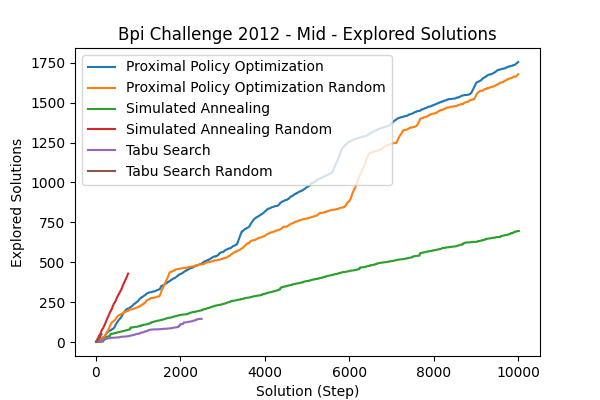 Bpi Challenge 2012 - Mid - Explored Solutions
Proximal Policy Optimization
Proximal Policy Optimization Random
Simulated Annealing
Simulated Annealing Random
Tabu Search
Tabu Search Random
Explored Solutions
1750
1500
1250
1000
750
500
250
0
0 2000 4000 6000 8000 10000
Solution (Step)